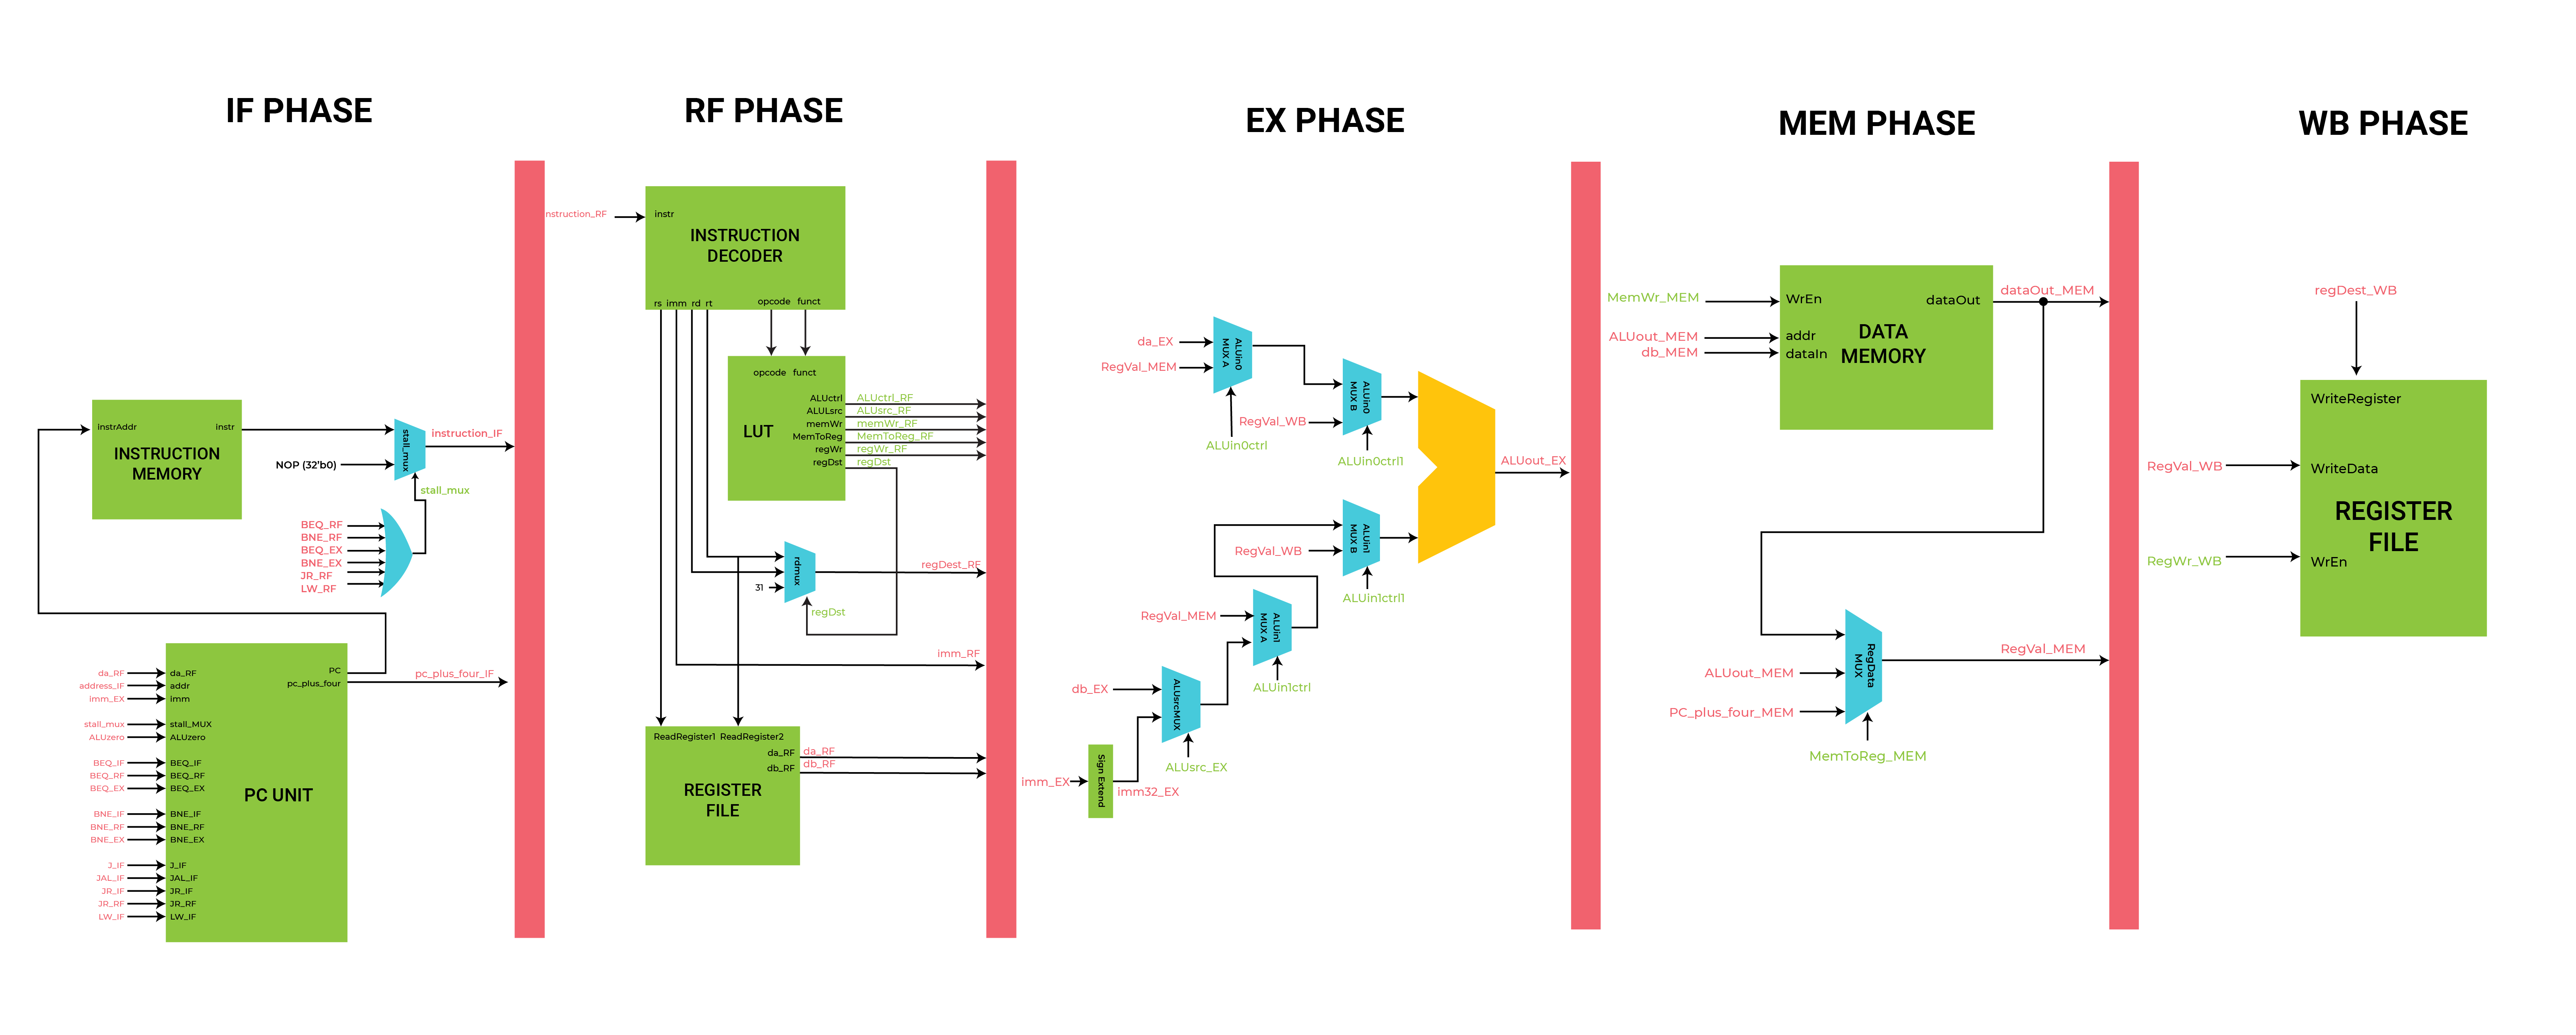 IF PHASE
RF PHASE
EX PHASE
MEM PHASE
WB PHASE
instrAddr
instr
INSTRUCTION
MEMORY
NOP (32'b0)
stall_mux
instruction_IF
stall_mux
BEQ_RF
BNE_RF
BEQ_EX
BNE_EX
JR_RF
LW_RF
da_RF
address_IF
imm_EX
stall_mux
ALUzero
BEQ_IF
BEQ_RF
BEQ_EX
BNE_IF
BNE_RF
BNE_EX
J_IF
JAL_IF
JR_IF
JR_RF
LW_IF
da_RF
addr
imm
stall_MUX
ALUzero
BEQ_IF
BEQ_RF
BEQ_EX
BNE_IF
BNE_RF
BNE_EX
J_IF
JAL_IF
JR_IF
JR_RF
LW_IF
PC
pc_plus_four
PC UNIT
pc_plus_four_IF
nstruction_RF
instr
INSTRUCTION
DECODER
rs imm rd rt
opcode funct
opcode funct
LUT
ALUctrl
ALULsrc
memWr
MemToReg
regWr
regDst
ALUctrl_RF
ALUsrc_RF
memWr_RF
MemToReg_RF
regWr_RF
regDst
31
rdmux
regDst
regDest_RF
imm_RF
ReadRegister1 ReadRegister2
da_RF
db_RF
da_RF
db_RF
REGISTER
FILE
da_EX
RegVal_MEM
ALUin0
MUX A
ALUin0ctrl
RegVal_WB
ALUin0
MUX B
ALUin0ctrl1
ALUout_EX
RegVal_WB
ALUin1
MUX B
ALUin1ctrl1
RegVal_MEM
ALUin1
MUX A
ALUin1ctrl
db_EX
ALUsrcMUX
ALUsrc_EX
imm_EX
Sign Extend
imm32_EX
MemWr_MEM
ALUout_MEM
db_MEM
WrEn
addr
dataIn
dataOut
DATA
MEMORY
dataOut_MEM
ALUout_MEM
PC_plus_four_MEM
RegData
MUX
MemToReg_MEM
RegVal_MEM
regDest_WB
RegVal_WB
RegWr_WB
WriteRegister
WriteData
REGISTER
FILE
WrEn